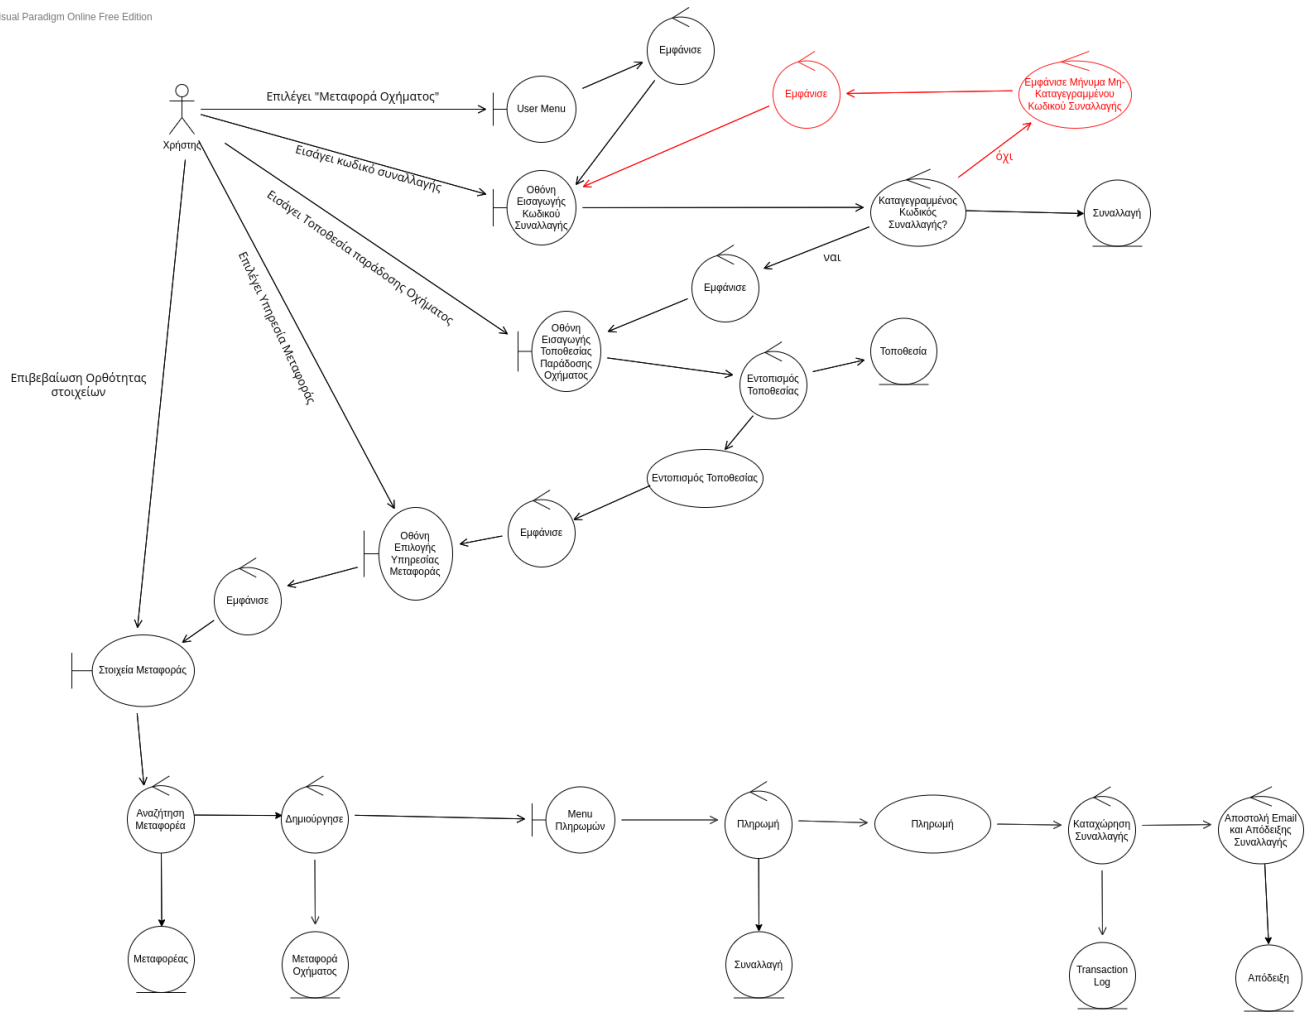 sual Paradigm Online Free Edition
Εμφάνισε
Εμφάνισε
Εμφάνισε Μήνυμα Μη-
Καταγεγραμμένου
Κωδικού Συναλλαγής
Επιλέγει "Μεταφορά Οχήματος"
User Menu
Χρήστης
Εισάγει κωδικό συναλλαγής
όχι
Οθόνη
Εισαγωγής
Κωδικού
Συναλλαγής
Καταγεγραμμένος
Κωδικός
Συναλλαγής?
Συναλλαγή
Εισάγει Τοποθεσία παράδοσης Οχήματος
ναι
Επιλέγει Υπηρεσία Μεταφοράς
Εμφάνισε
Οθόνη
Εισαγωγής
Τοποθεσίας
Παράδοσης
Οχήματος
Τοποθεσία
Εντοπισμός
Τοποθεσίας
Επιβεβαίωση Ορθότητας
στοιχείων
Εντοπισμός Τοποθεσίας
Εμφάνισε
Οθόνη
Επιλογής
Υπηρεσίας
Μεταφοράς
Εμφάνισε
Στοιχεία Μεταφοράς
Αναζήτηση
Μεταφορέα
Δημιούργησε
Menu
Πληρωμών
Πληρωμή
Πληρωμή
Καταχώρηση
Συναλλαγής
Αποστολή Email
και Απόδειξης
Συναλλαγής
Μεταφορέας
Μεταφορά
Οχήματος
Συναλλαγή
Transaction
Log
Απόδειξη